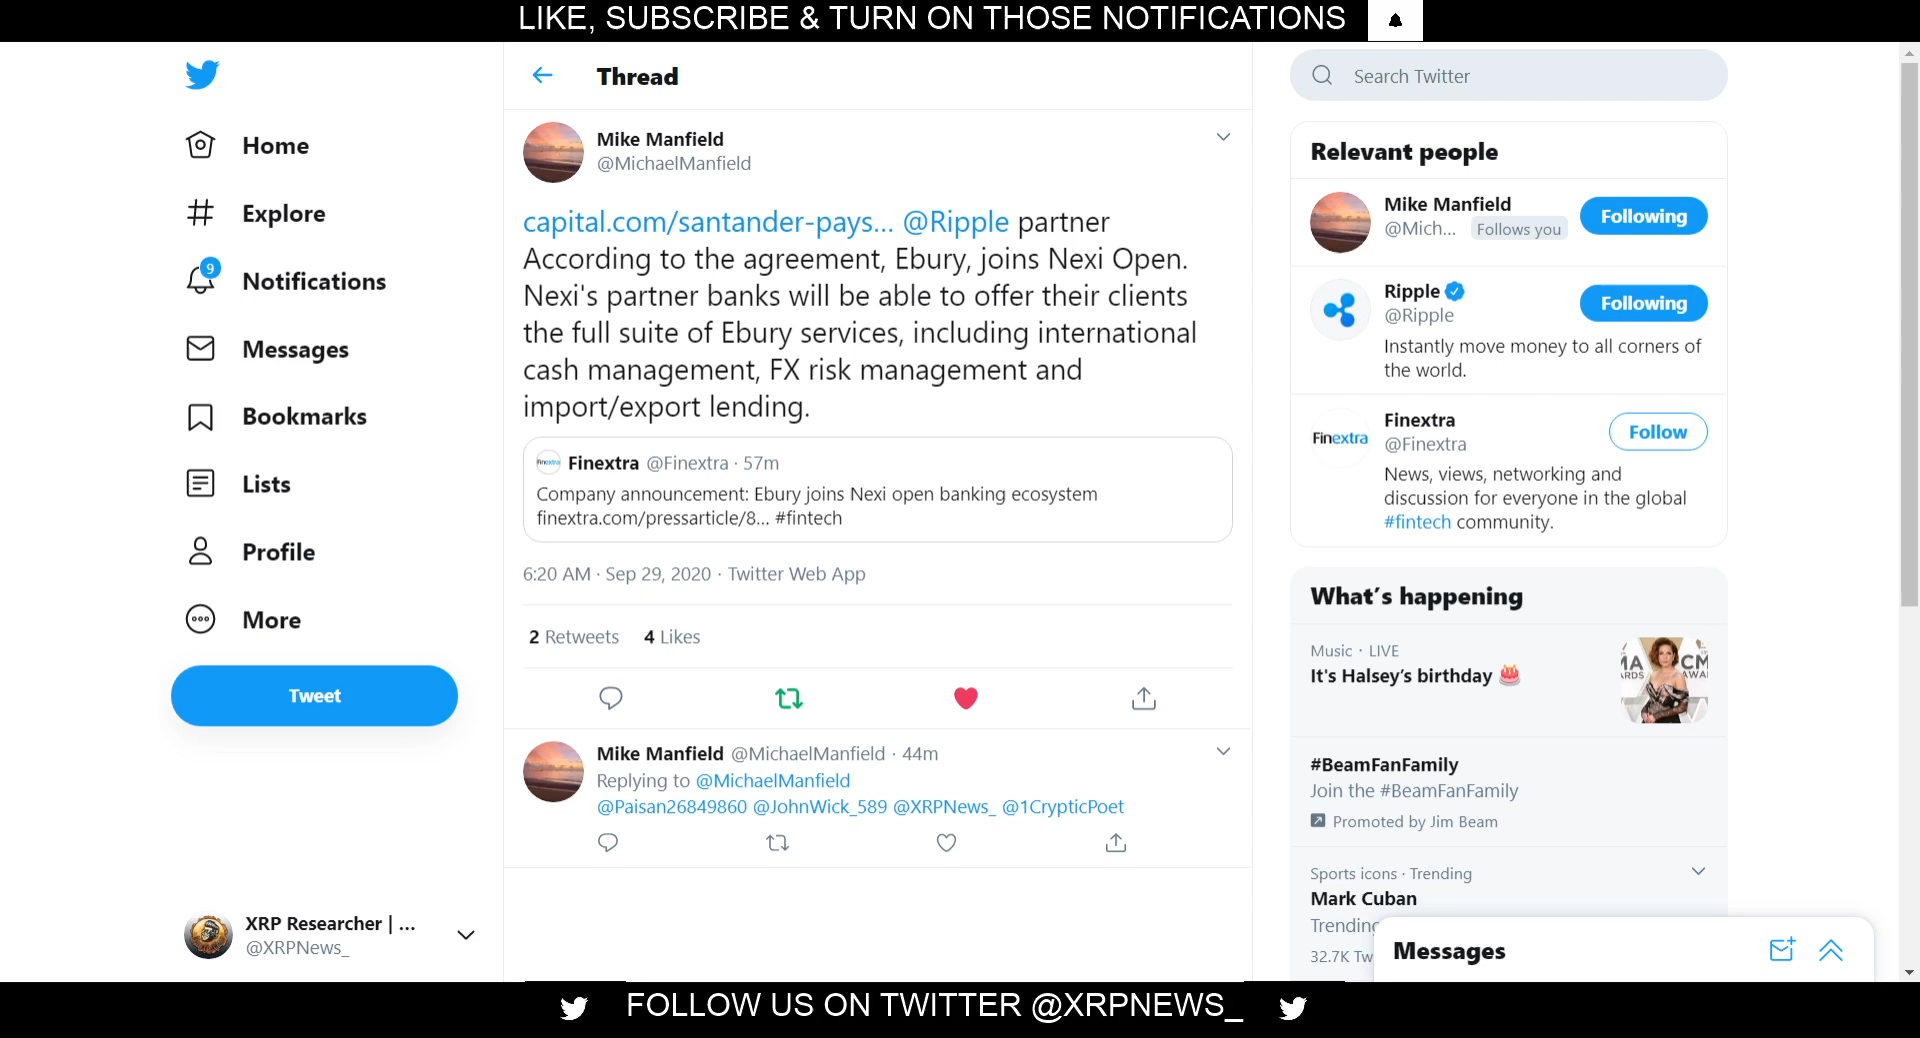 LIKE, SUBSCRIBE & TURN ON THOSE NOTIFICATIONS
Home
Explore
9
Notifications
Messages
Bookmarks
Lists
Profile
More
Tweet
XRP Researcher | ...
@XRPNews_
Thread
Mike Manfield
@MichaelManfield
capital.com/santander-pays... @Ripple partner
According to the agreement, Ebury, joins Nexi Open.
Nexi's partner banks will be able to offer their clients
the full suite of Ebury services, including international
cash management, FX risk management and
import/export lending.
Finextra Finextra @Finextra · 57m
Company announcement: Ebury joins Nexi open banking ecosystem
finextra.com/pressarticle/8... #fintech
6:20 AM · Sep 29, 2020 · Twitter Web App
2 Retweets 4 Likes
Mike Manfield @MichaelManfield · 44m
Replying to @MichaelManfield
@Paisan26849860 @JohnWick_589 @XRPNews_ @1CrypticPoet
Search Twitter
Relevant people
Mike Manfield
@Mich... Follows you
Following
Ripple
@Ripple
Following
Instantly move money to all corners of
the world.
Finextra
Finextra
@Finextra
Follow
News, views, networking and
discussion for everyone in the global
#fintech community.
What's happening
Music · LIVE
It's Halsey's birthday
#BeamFanFamily
Join the #BeamFanFamily
Promoted by Jim Beam
Sports icons · Trending
Mark Cuban
Trending
32.7K Tw
Messages
FOLLOW US ON TWITTER @XRPNEWS_